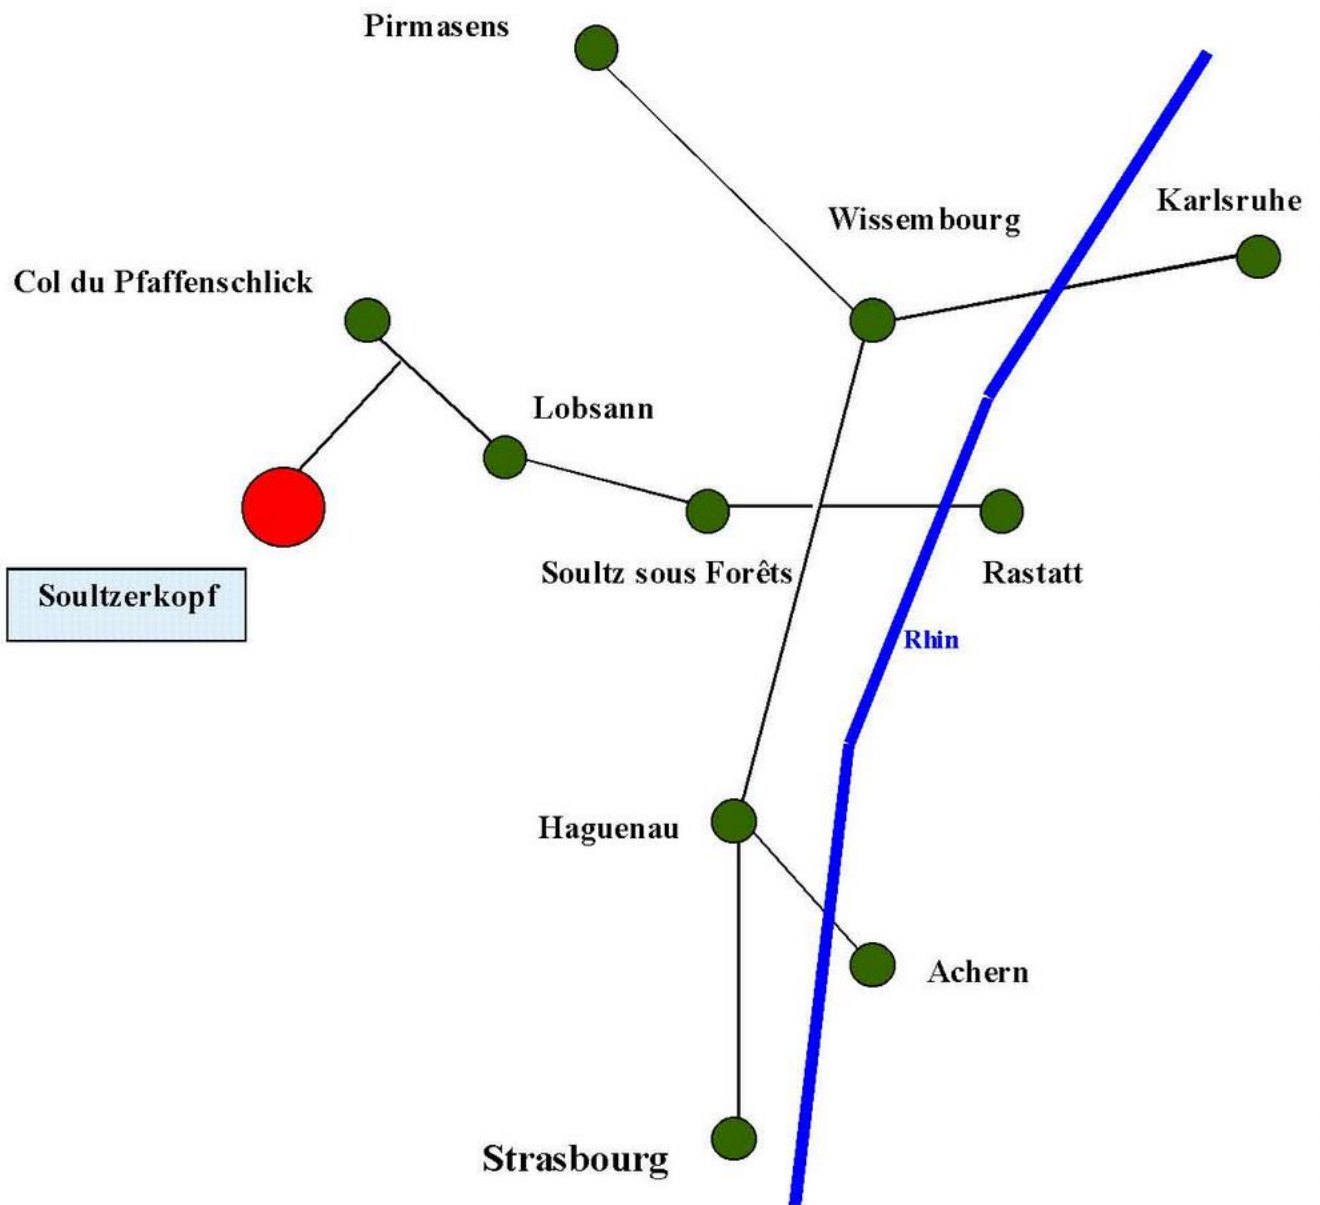 Pirmasens
Karlsruhe
Wissembourg
Col du Pfaffenschlick
Lobsann
Soultz sous Forêts
Rastatt
Soultzerkopf
Rhin
Haguenau
Achern
Strasbourg